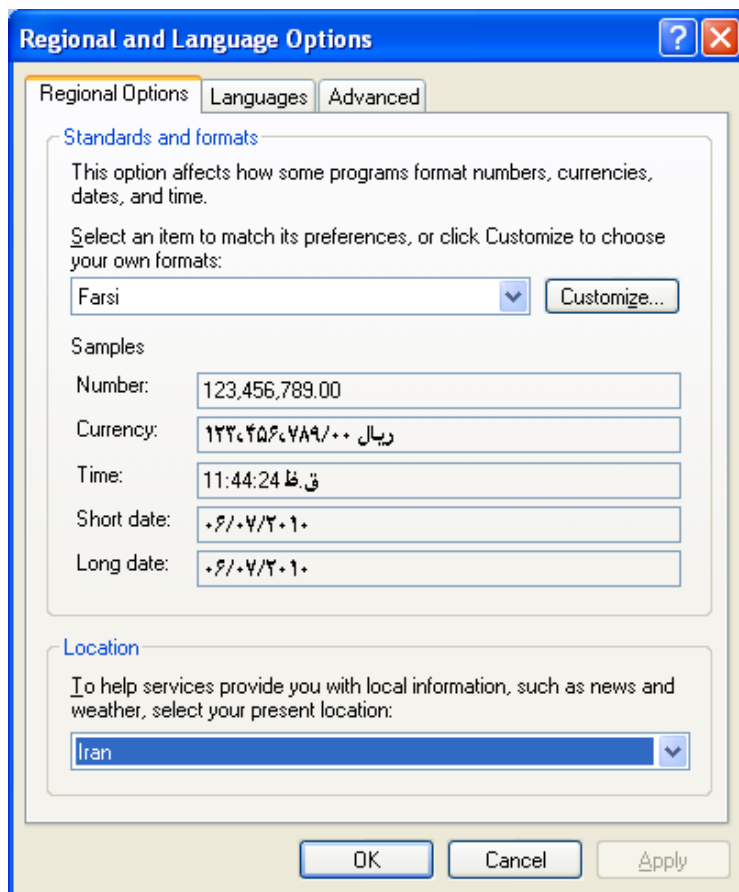 Regional and Language Options
Regional Options Languages Advanced
Standards and formats
This option affects how some programs format numbers, currencies,
dates, and time.
Select an item to match its preferences, or click Customize to choose
your own formats:
Farsi Customize...
Samples
Number: 123,456,789.00
Currency: ریال ۱۲۳،۴۵۶،۷۸۹/۰۰
Time: 11:44:24 ق.ظ
Short date: ۰۶/۰۷/۲۰۱۰
Long date: ۰۶/۰۷/۲۰۱۰
Location
To help services provide you with local information, such as news and
weather, select your present location:
Iran
OK Cancel Apply